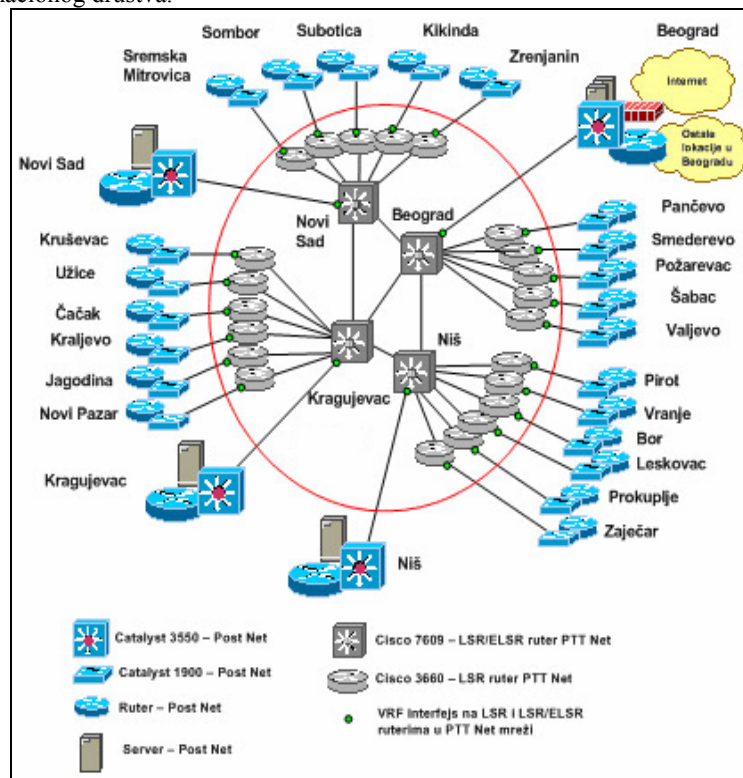 macionog društva.
Sombor
Subotica
Kikinda
Beograd
Sremska
Mitrovica
Zrenjanin
Internet
Ostale
lokacije u
Beogradu
Novi Sad
Novi
Sad
Beograd
Pančevo
Smederevo
Požarevac
Šabac
Valjevo
Kruševac
Užice
Čačak
Kraljevo
Jagodina
Novi Pazar
Kragujevac
Niš
Pirot
Vranje
Bor
Leskovac
Prokuplje
Zaječar
Kragujevac
Niš
Catalyst 3550 – Post Net
Catalyst 1900 – Post Net
Ruter – Post Net
Server – Post Net
Cisco 7609 – LSR/ELSR ruter PTT Net
Cisco 3660 – LSR ruter PTT Net
VRF interfejs na LSR i LSR/ELSR
ruterima u PTT Net mreži